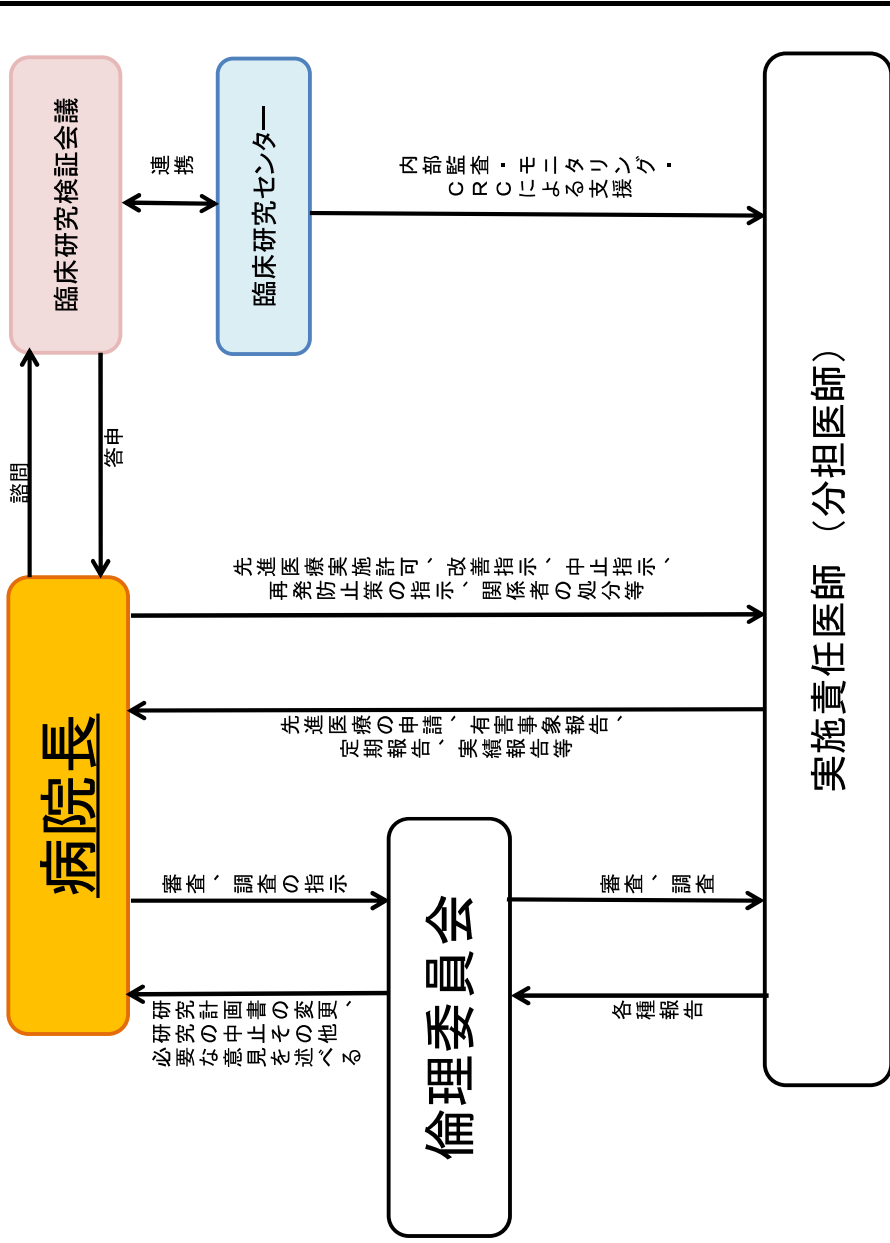 病院長
諮問
答申
臨床研究検証会議
連携
臨床研究センター
内部監査・モニタリング・
CRCによる支援
先進医療実施許可、改善指示、中止指示、
再発防止策の指示、関係者の処分等
先進医療の申請、有害事象報告、
定期報告、実績報告等
審査、調査の指示
研究計画書の変更、
研究の中止その他
必要な意見を述べる
倫理委員会
審査、調査
各種報告
実施責任医師（分担医師）